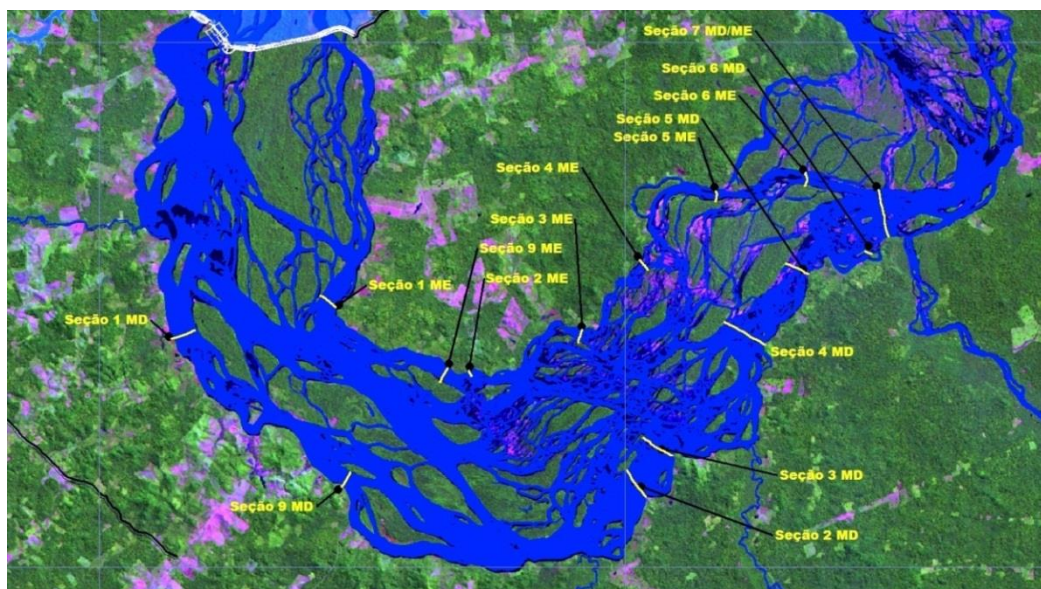 Seção 7 MD/ME
Seção 6 MD
Seção 6 ME
Seção 5 MD
Seção 5 ME
Seção 4 ME
Seção 3 ME
Seção 9 ME
Seção 2 ME
Seção 1 ME
Seção 1 MD
Seção 4 MD
Seção 3 MD
Seção 9 MD
Seção 2 MD